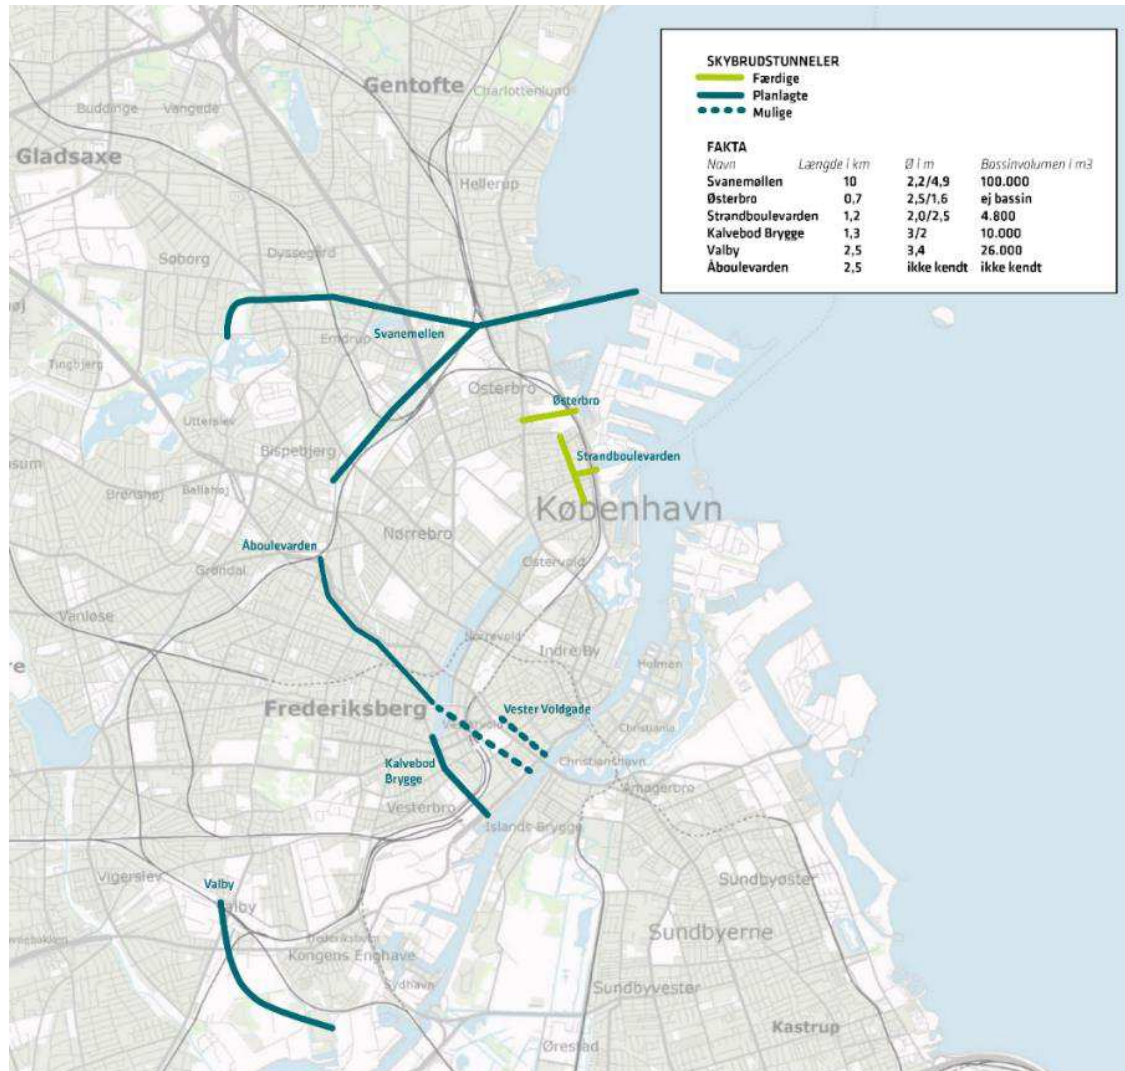 SKYBRUDSTUNNELER
Færdige
Planlagte
Mulige
FAKTA
Navn Længde i km Ø i m Bassinvolumen i m3
Svanemøllen 10 2,2/4,9 100.000
Østerbro 0,7 2,5/1,6 ej bassin
Strandboulevarden 1,2 2,0/2,5 4.800
Kalvebod Brygge 1,3 3/2 10.000
Valby 2,5 3,4 26.000
Åboulevarden 2,5 ikke kendt ikke kendt
Gentofte
Charlottenlund
Buddinge
Vangede
Gladsaxe
Hellerup
Dyssegård
Søborg
Emdrup
Svanemøllen
Tingbjerg
Østerbro
Østerbro
Utterslev
Bispebjerg
Strandboulevarden
Brønshøj
Bellahøj
København
Nørrebro
Åboulevarden
Østervold
Grøndal
Vanløse
Nørrevold
Indre By
Holmen
Frederiksberg
Vester Voldgade
Christiania
Christianshavn
Kalvebod
Brygge
Amagerbro
Vesterbro
Islands Brygge
Vigerslev
Valby
Valby
Sundbyøster
Sundbyerne
Kongens Enghave
Sydhavn
Sundbyvester
Kastrup
Ørestad